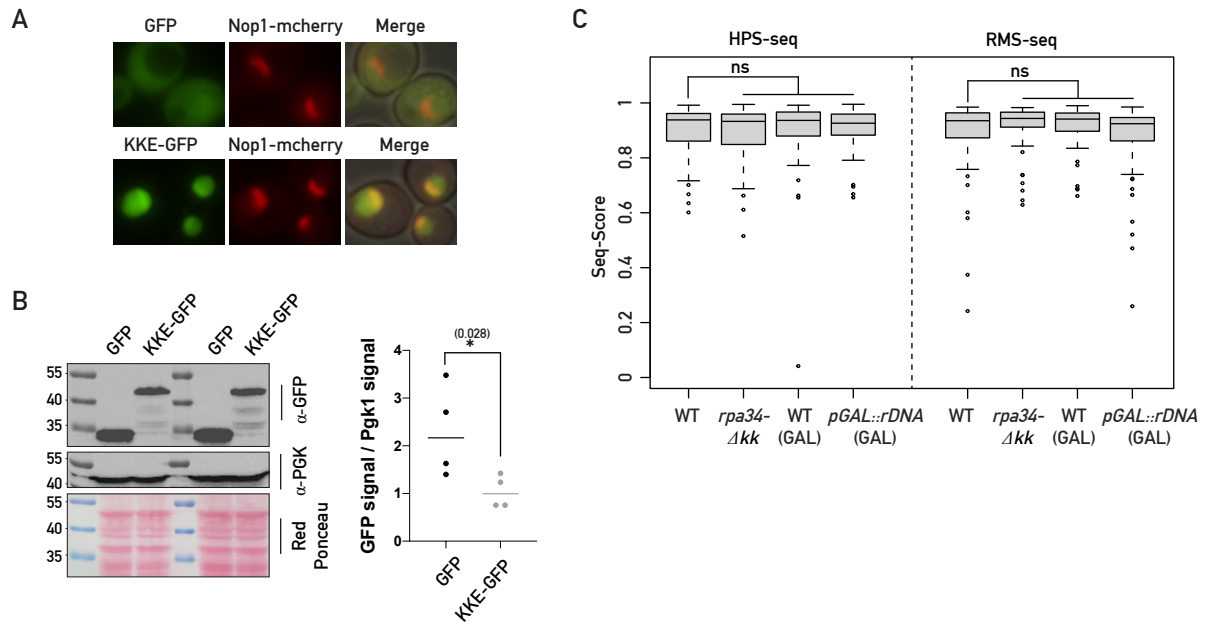 A
GFP
Nop1-mcherry
Merge
KKE-GFP
Nop1-mcherry
Merge
B
GFP
KKE-GFP
GFP
KKE-GFP
55
40
35
α-GFP
55
40
α-PGK
55
40
35
Red
Ponceau
GFP signal / Pgk1 signal
4
3
2
1
0
(0.028)
*
GFP
KKE-GFP
C
HPS-seq
RMS-seq
ns
ns
Seq-Score
1
0.8
0.6
0.4
0.2
0
WT
rpa34-
Δkk
WT
(GAL)
pGAL::rDNA
(GAL)
WT
rpa34-
Δkk
WT
(GAL)
pGAL::rDNA
(GAL)